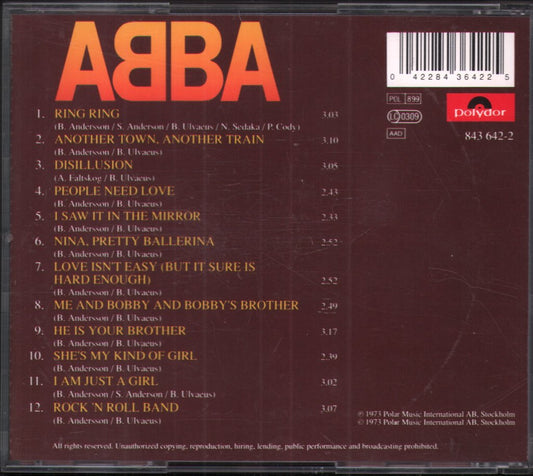 ABBA
0 42284 36422 5
PDL 899
LC 0309
AAD
polydor
843 642-2
1. RING RING 3.03
(B. Andersson / S. Anderson / B. Ulvaeus / N. Sedaka / P. Cody)
2. ANOTHER TOWN, ANOTHER TRAIN 3.10
(B. Andersson / B. Ulvaeus)
3. DISILLUSION 3.05
(A. Faltskog / B. Ulvaeus)
4. PEOPLE NEED LOVE 2.43
(B. Andersson / B. Ulvaeus)
5. I SAW IT IN THE MIRROR 2.33
(B. Andersson / B. Ulvaeus)
6. NINA, PRETTY BALLERINA 2.52
(B. Andersson / B. Ulvaeus)
7. LOVE ISN'T EASY (BUT IT SURE IS
HARD ENOUGH) 2.52
(B. Andersson / B. Ulvaeus)
8. ME AND BOBBY AND BOBBY'S BROTHER 2.49
(B. Andersson / B. Ulvaeus)
9. HE IS YOUR BROTHER 3.17
(B. Andersson / B. Ulvaeus)
10. SHE'S MY KIND OF GIRL 2.39
(B. Andersson / B. Ulvaeus)
11. I AM JUST A GIRL 3.02
(B. Andersson / S. Anderson / B. Ulvaeus)
12. ROCK 'N ROLL BAND 3.07
(B. Andersson / B. Ulvaeus)
℗ 1973 Polar Music International AB, Stockholm
© 1973 Polar Music International AB, Stockholm
All rights reserved. Unauthorized copying, reproduction, hiring, lending, public performance and broadcasting prohibited.